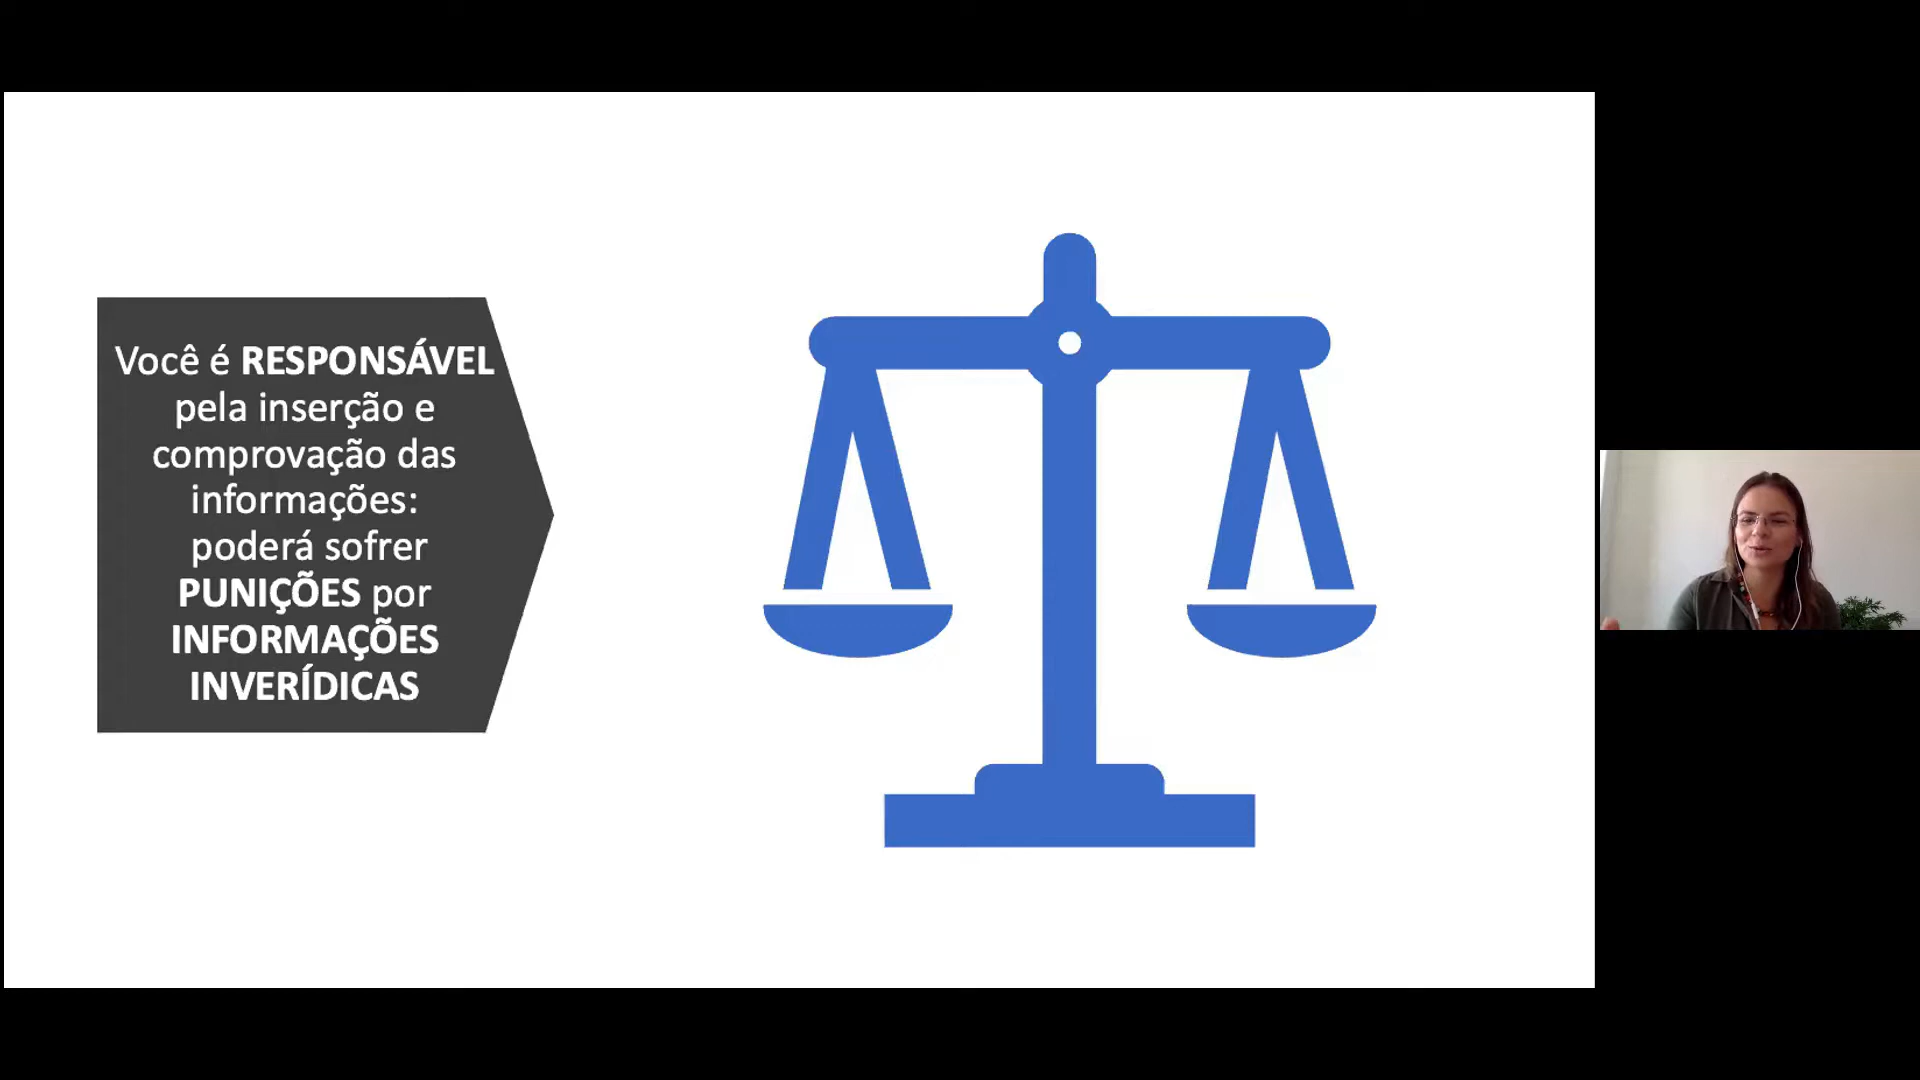 Você é RESPONSÁVEL
pela inserção e
comprovação das
informações:
poderá sofrer
PUNIÇÕES por
INFORMAÇÕES
INVERÍDICAS